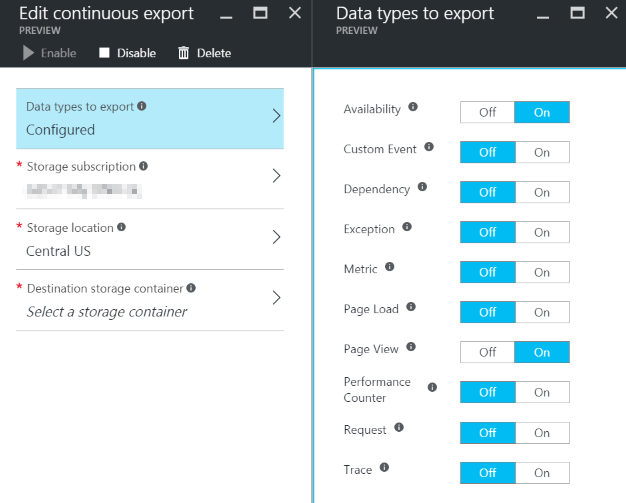 Edit continuous export
PREVIEW
Enable Disable Delete
Data types to export
Configured
* Storage subscription
* Storage location
Central US
* Destination storage container
Select a storage container
Data types to export
PREVIEW
Availability Off On
Custom Event Off On
Dependency Off On
Exception Off On
Metric Off On
Page Load Off On
Page View Off On
Performance
Counter Off On
Request Off On
Trace Off On